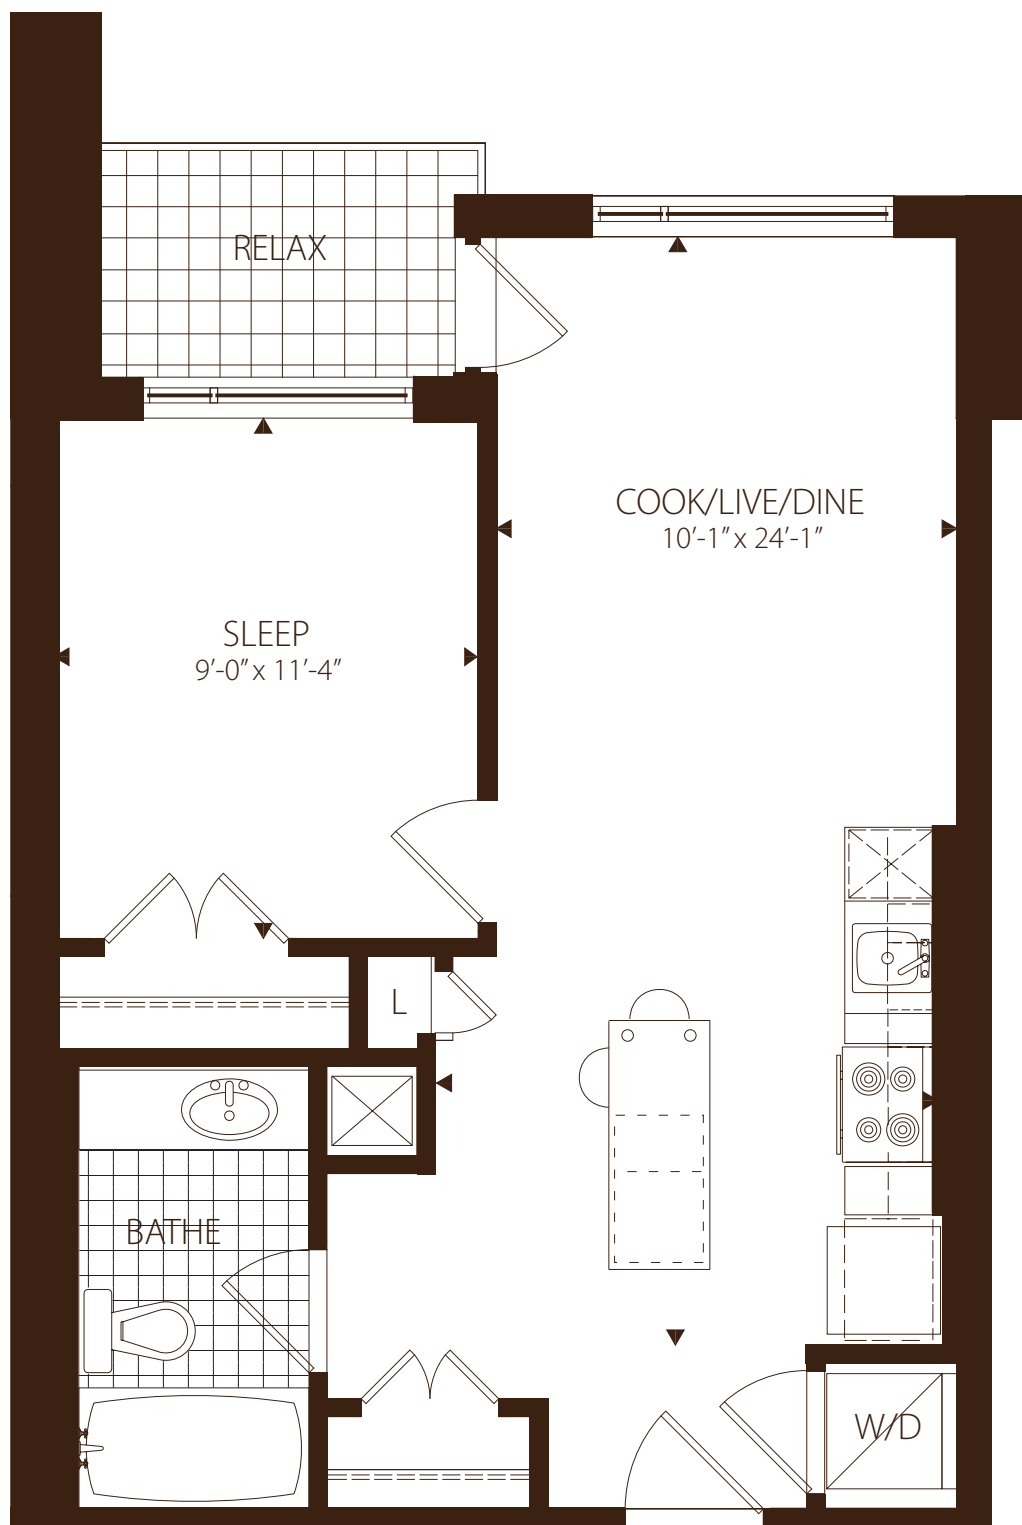 RELAX
COOK/LIVE/DINE
10’-1” x 24’-1”
SLEEP
9’-0” x 11’-4”
L
BATHE
W/D